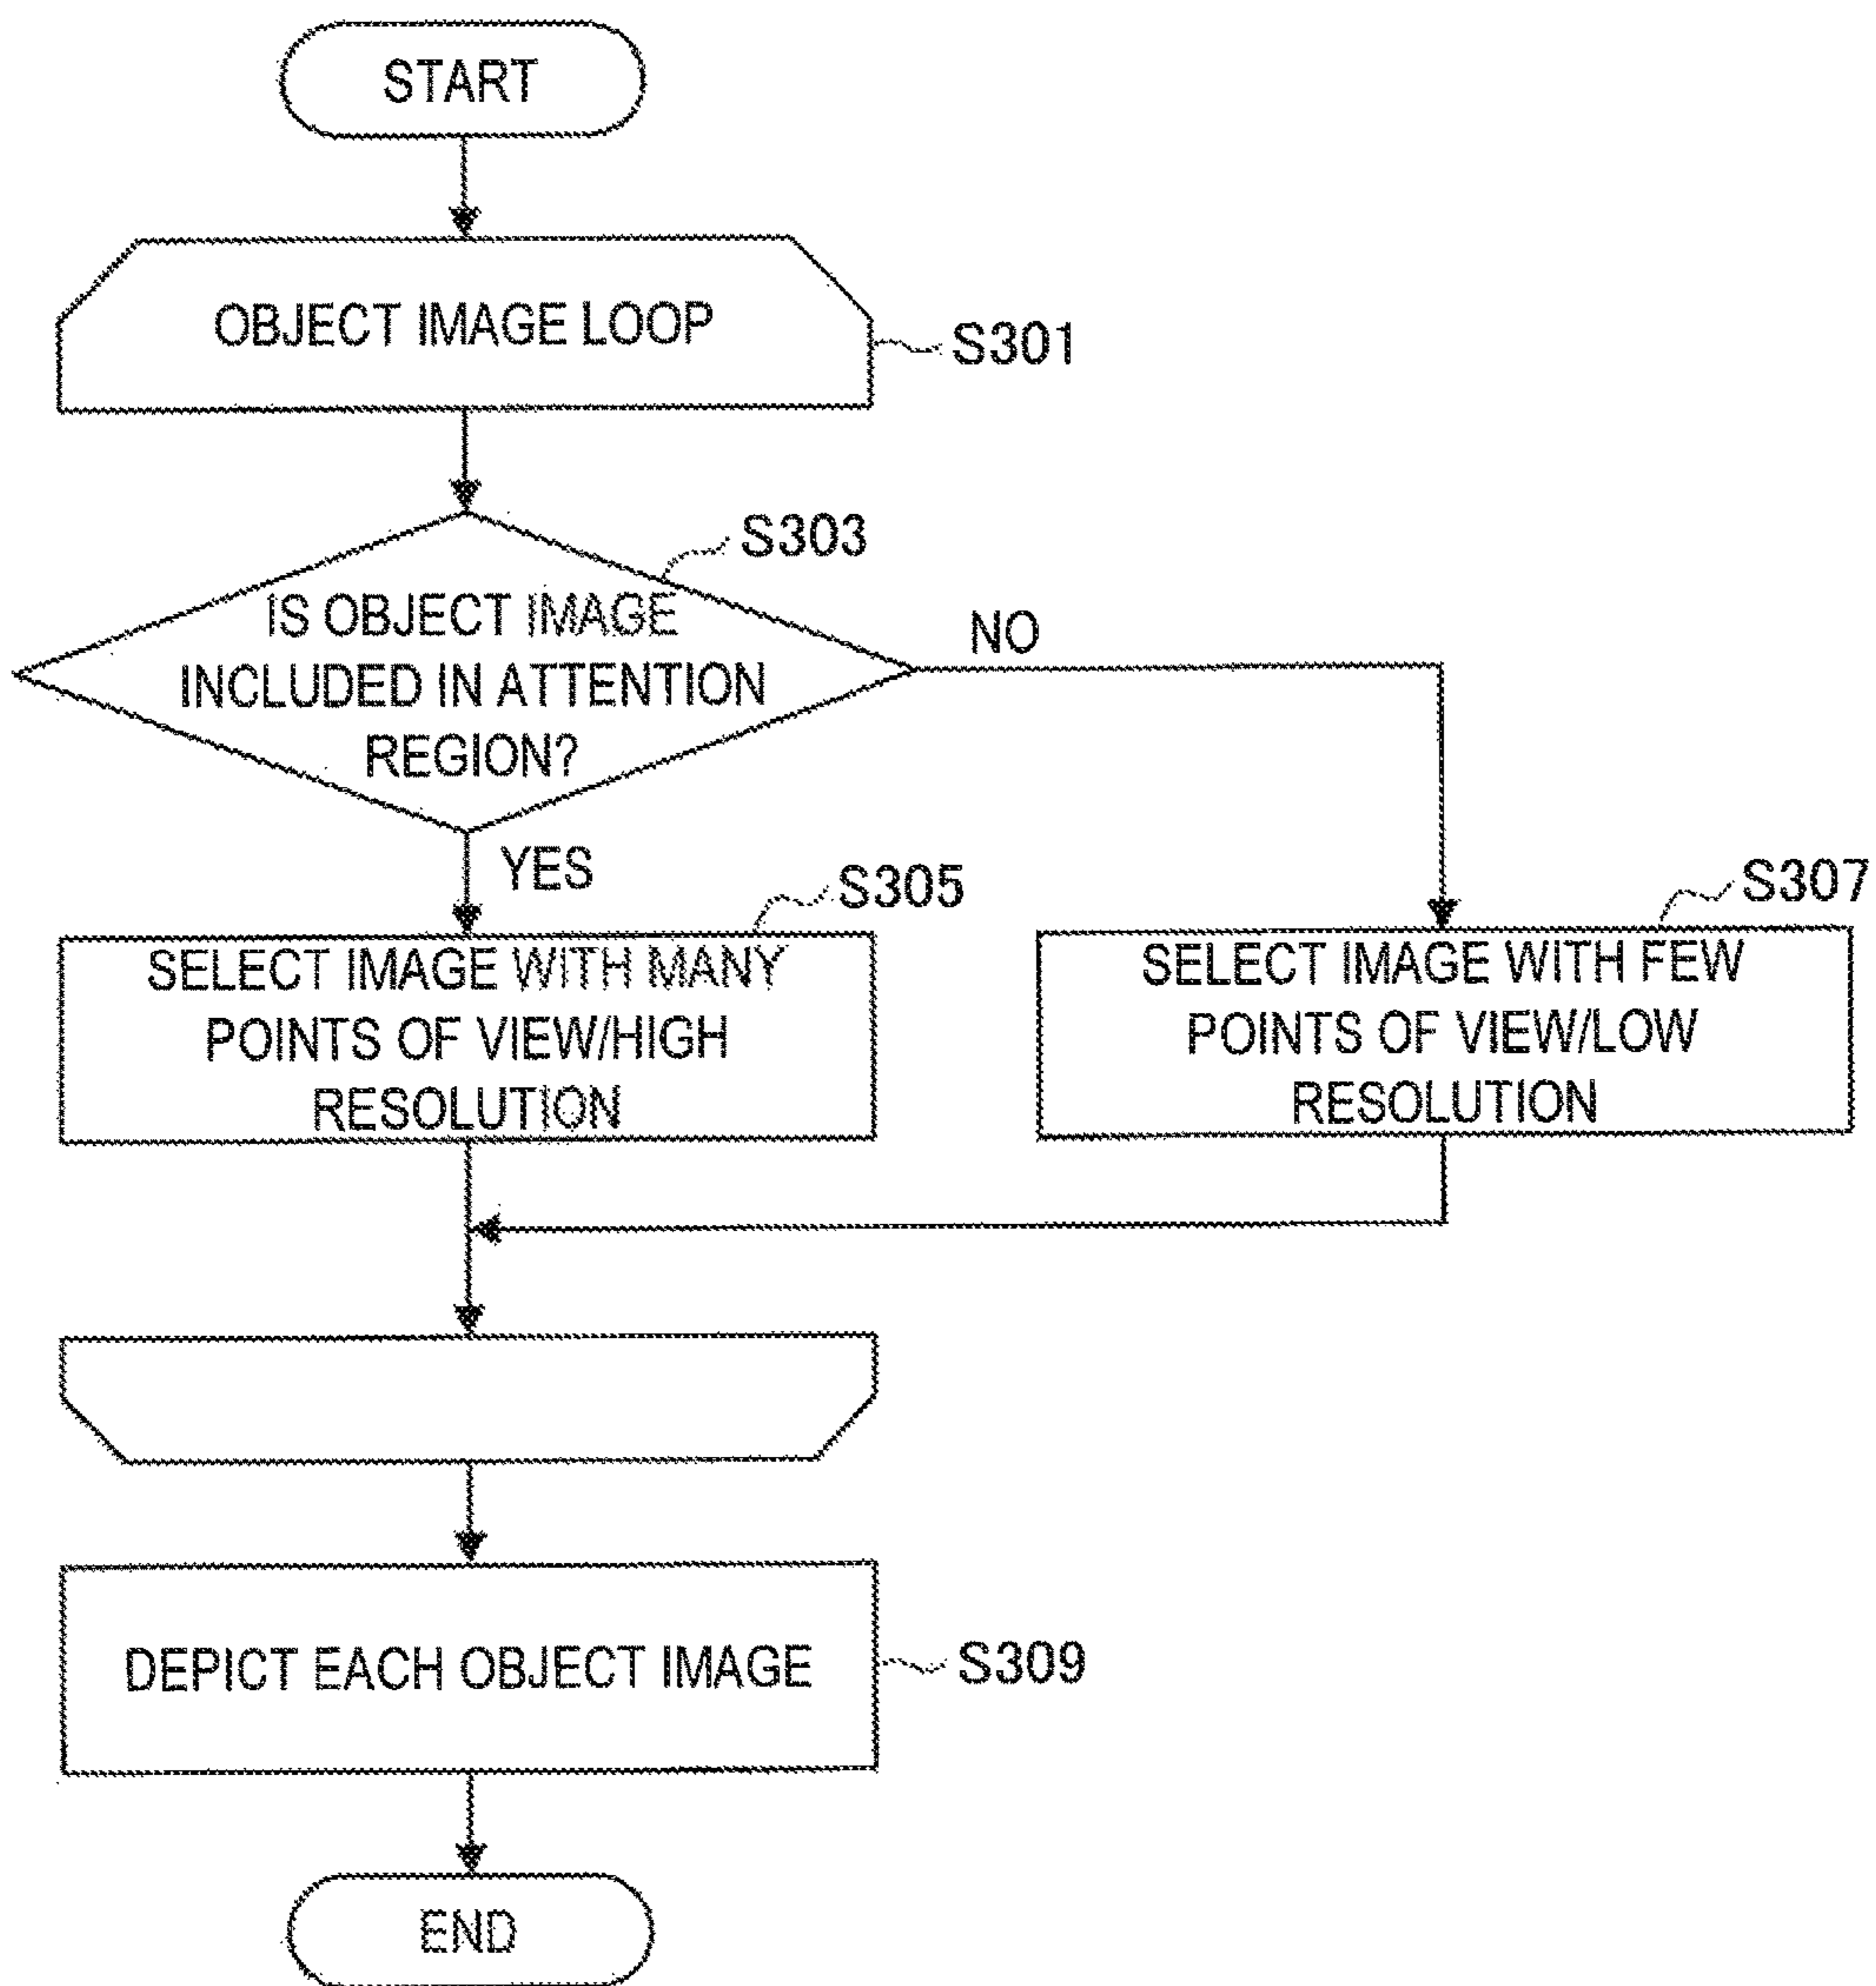 START
OBJECT IMAGE LOOP
S301
S303
IS OBJECT IMAGE
INCLUDED IN ATTENTION
REGION?
NO
YES
S305
SELECT IMAGE WITH MANY
POINTS OF VIEW/HIGH
RESOLUTION
S307
SELECT IMAGE WITH FEW
POINTS OF VIEW/LOW
RESOLUTION
DEPICT EACH OBJECT IMAGE
S309
END